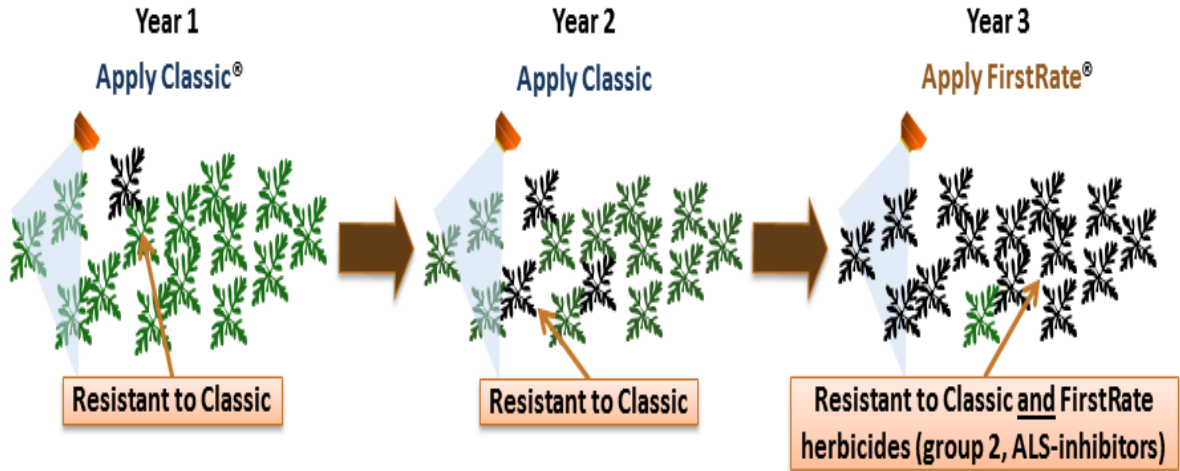 Year 1
Apply Classic®
Resistant to Classic
Year 2
Apply Classic
Resistant to Classic
Year 3
Apply FirstRate®
Resistant to Classic and FirstRate
herbicides (group 2, ALS-inhibitors)